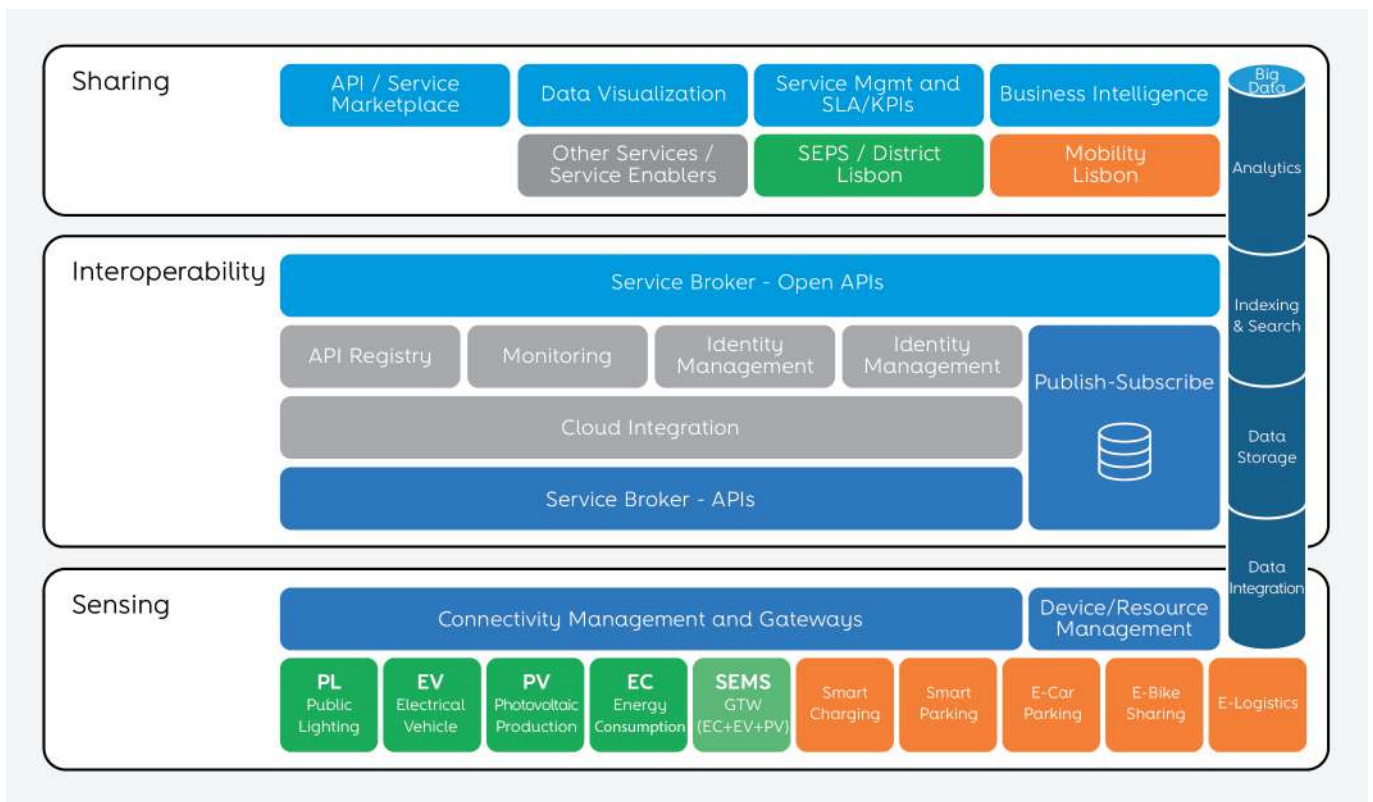 Sharing
API / Service
Marketplace
Data Visualization
Service Mgmt and
SLA/KPIs
Business Intelligence
Big
Data
Other Services /
Service Enablers
SEPS / District
Lisbon
Mobility
Lisbon
Analytics
Interoperability
Service Broker - Open APIs
Indexing
& Search
API Registry
Monitoring
Identity
Management
Identity
Management
Publish-Subscribe
Cloud Integration
Data
Storage
Service Broker - APIs
Data
Integration
Sensing
Connectivity Management and Gateways
Device/Resource
Management
PL
Public
Lighting
EV
Electrical
Vehicle
PV
Photovoltaic
Production
EC
Energy
Consumption
SEMS
GTW
(EC+EV+PV)
Smart
Charging
Smart
Parking
E-Car
Parking
E-Bike
Sharing
E-Logistics